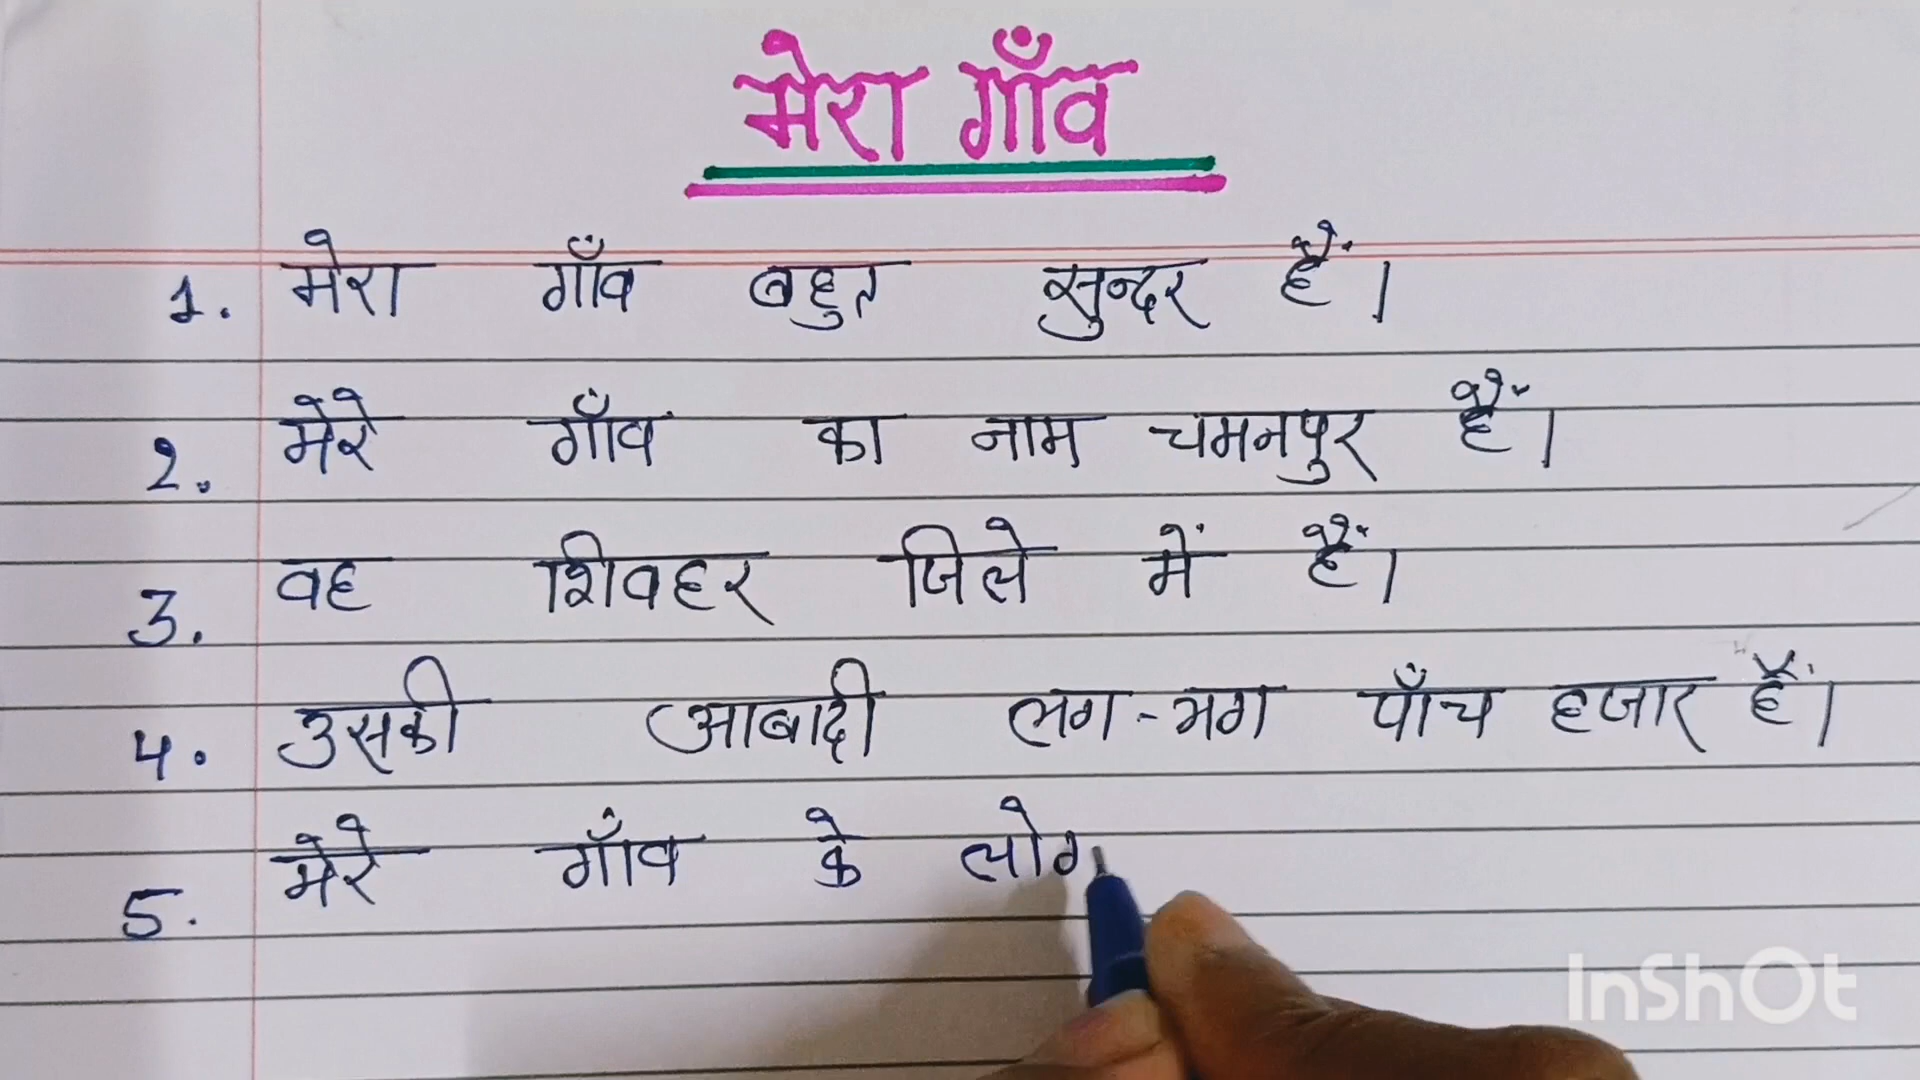 मेरा गाँव
1. मेरा गाँव बहुत सुन्दर हैं।
2. मेरे गाँव का नाम चमनपुर हैं।
3. वह शिवहर जिले में हैं।
4. उसकी आबादी लग-भग पाँच हजार हैं।
5. मेरे गाँव के लोग
InShOt